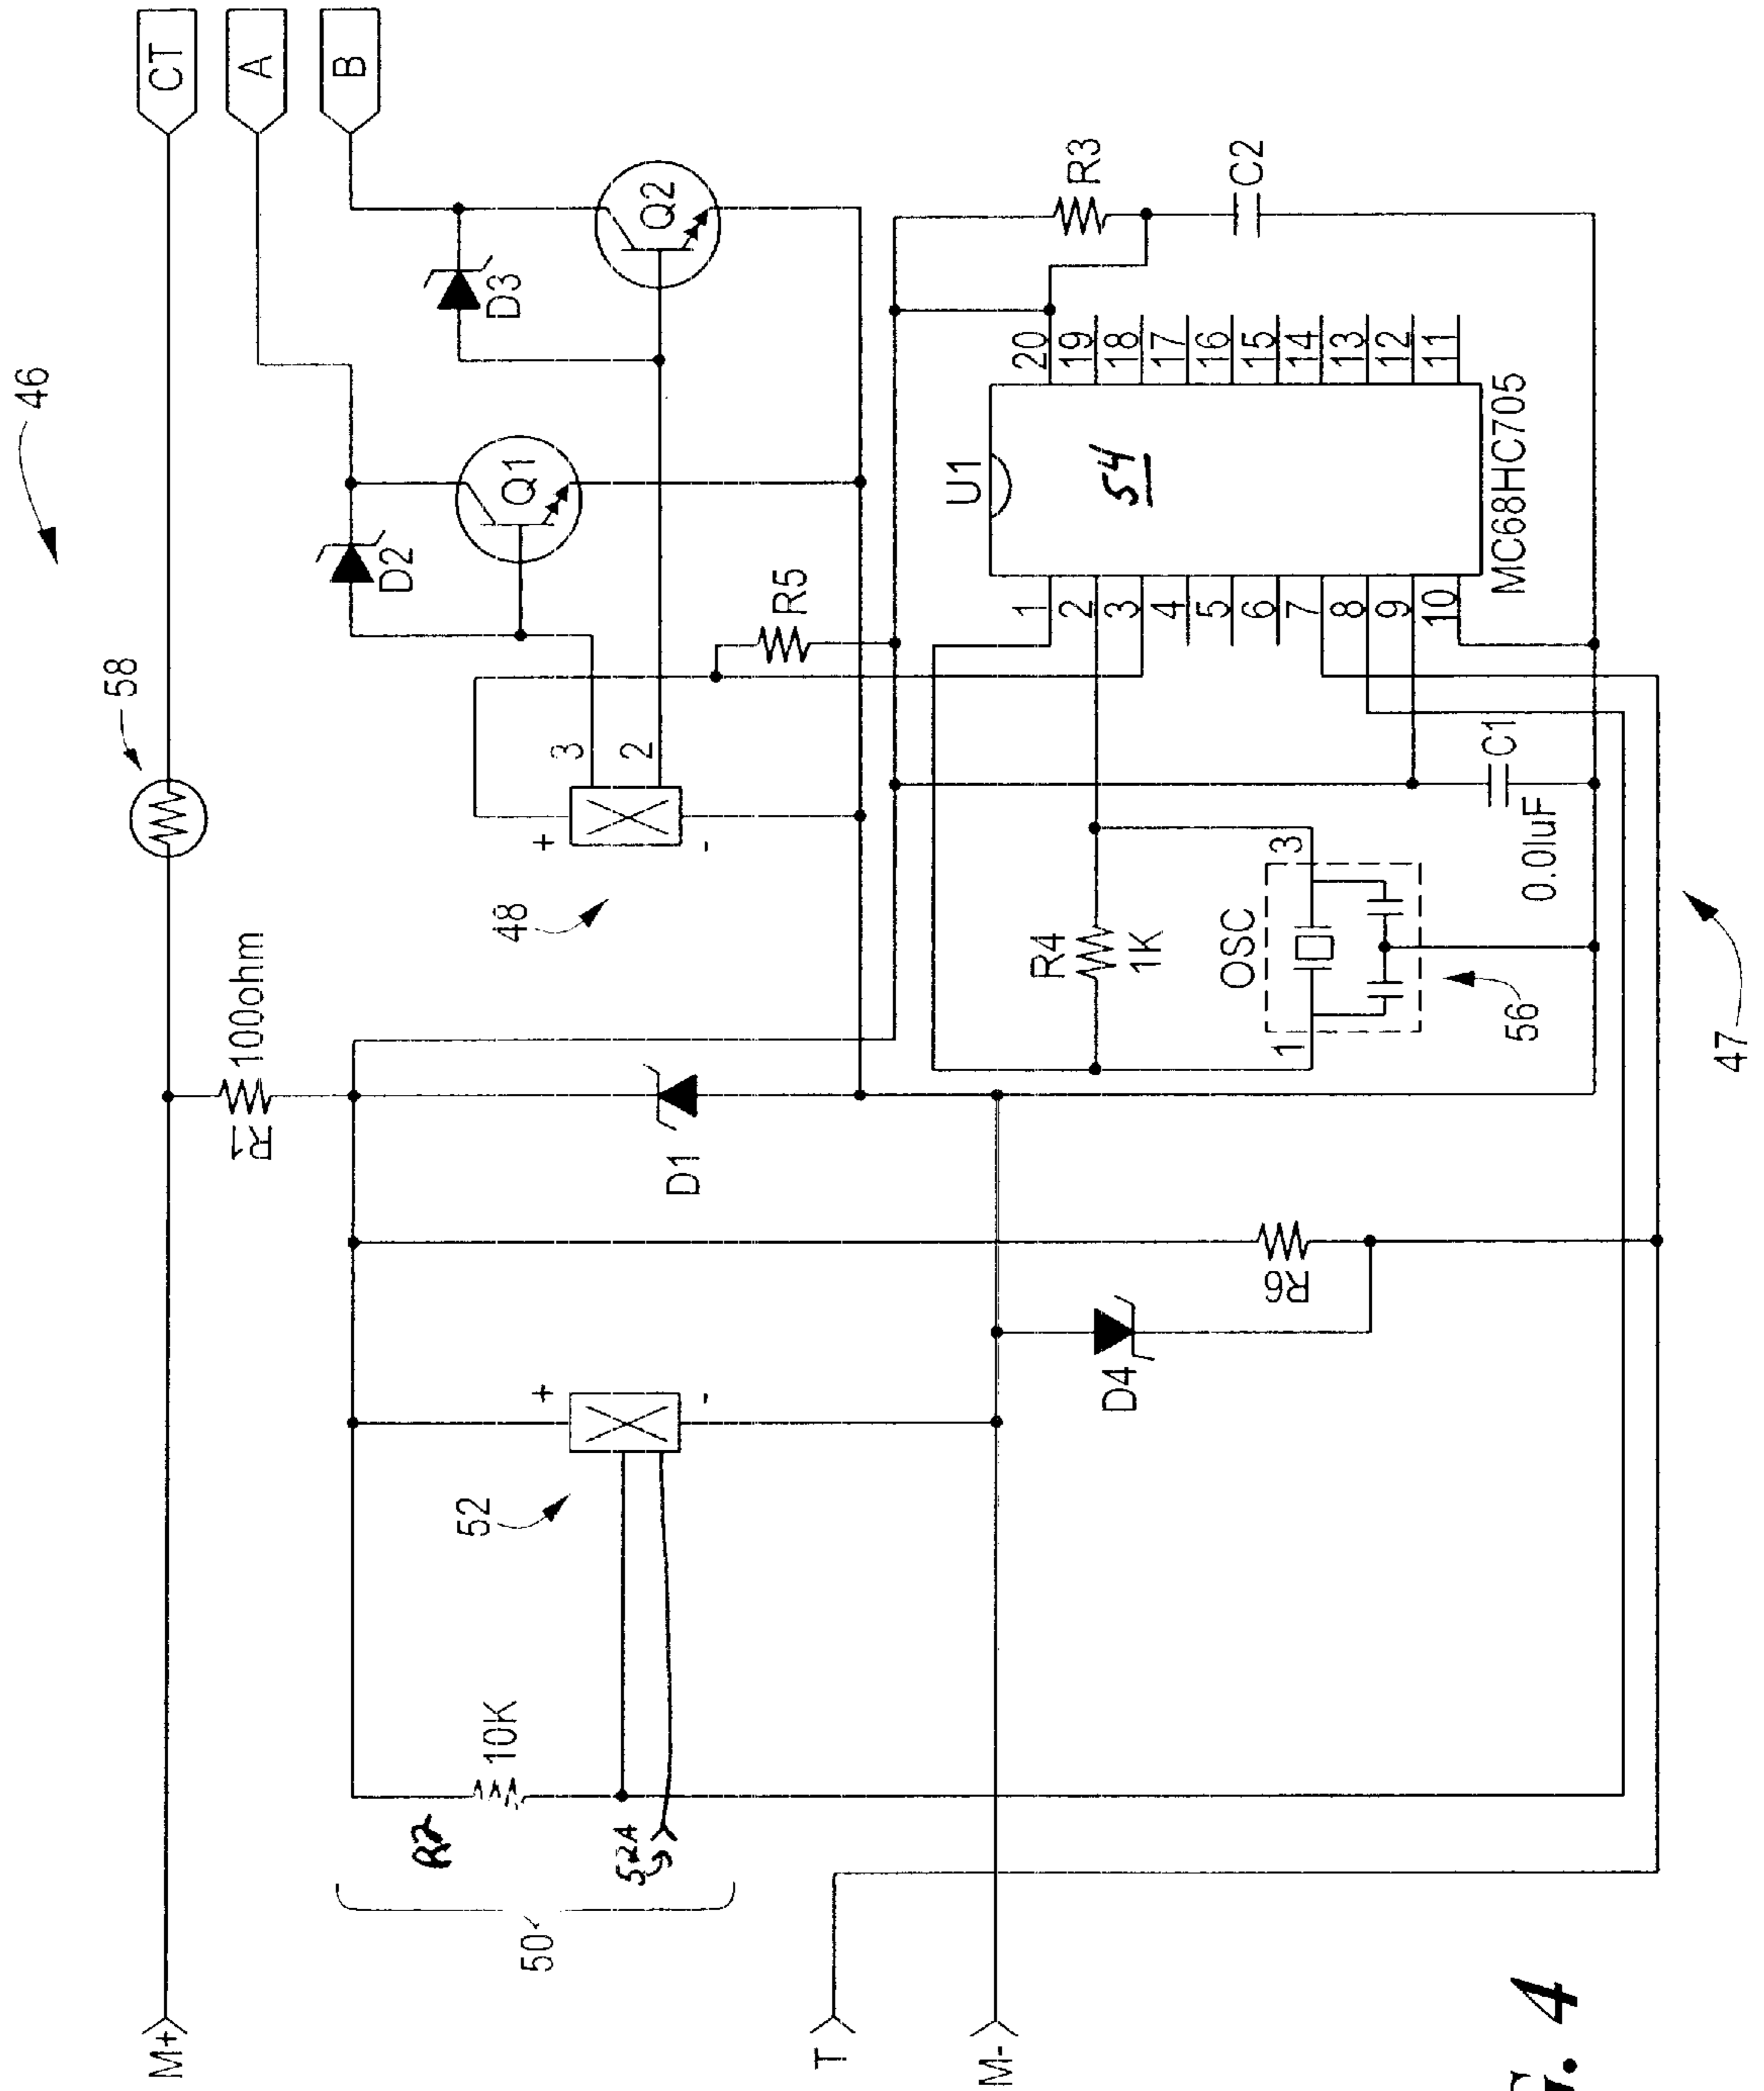 46
CT
A
B
58
D2
Q1
D3
Q2
R1
100ohm
48
+
-
3
2
R5
D1
R3
C2
U1
54
MC68HC705
1
2
3
4
5
6
7
8
9
10
20
19
18
17
16
15
14
13
12
11
R4
1K
OSC
1
3
56
C1
0.01uF
47
R6
D4
52
+
-
R2
10K
52A
50
M+
T
M-
G. 4